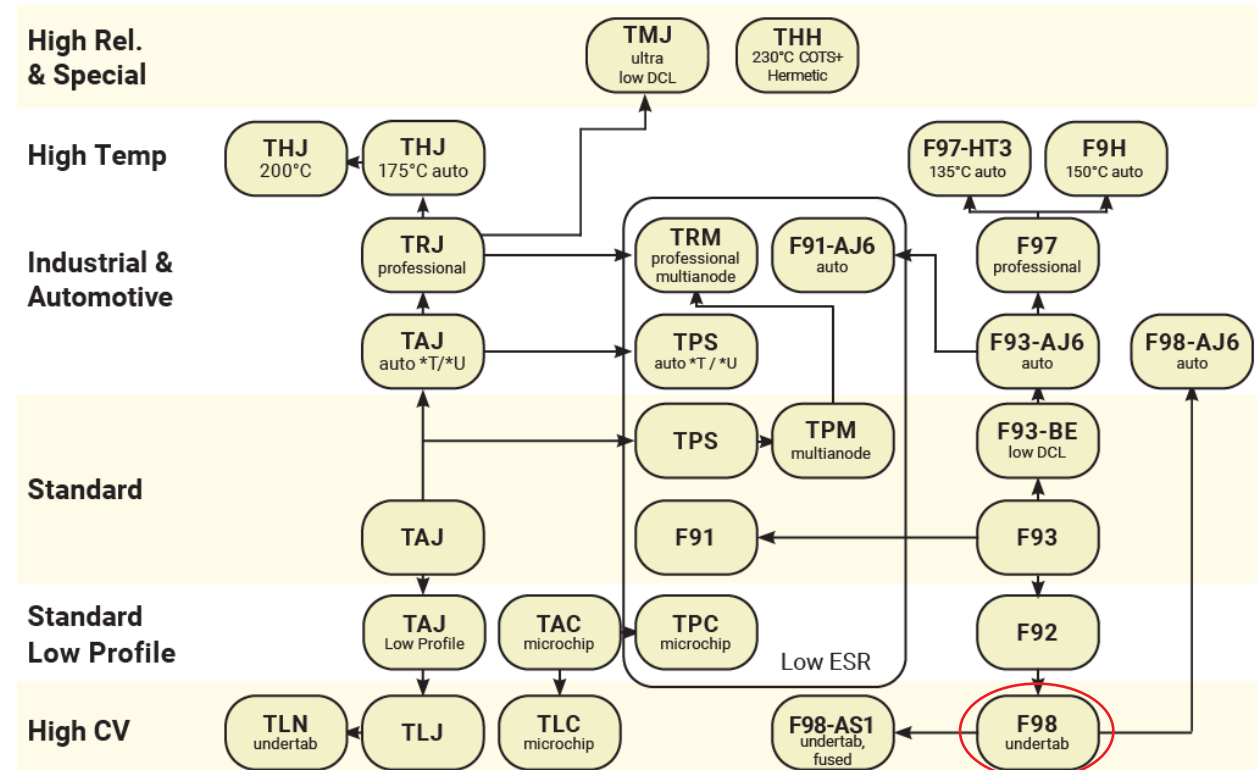 High Rel.
& Special
TMJ
ultra
low DCL
THH
230°C COTS+
Hermetic
High Temp
THJ
200°C
THJ
175°C auto
F97-HT3
135°C auto
F9H
150°C auto
Industrial &
Automotive
TRJ
professional
TRM
professional
multianode
F91-AJ6
auto
F97
professional
TAJ
auto *T/*U
TPS
auto *T / *U
F93-AJ6
auto
F98-AJ6
auto
Standard
TPS
TPM
multianode
F93-BE
low DCL
TAJ
F91
F93
Standard
Low Profile
TAJ
Low Profile
TAC
microchip
TPC
microchip
F92
Low ESR
High CV
TLN
undertab
TLJ
TLC
microchip
F98-AS1
undertab,
fused
F98
undertab